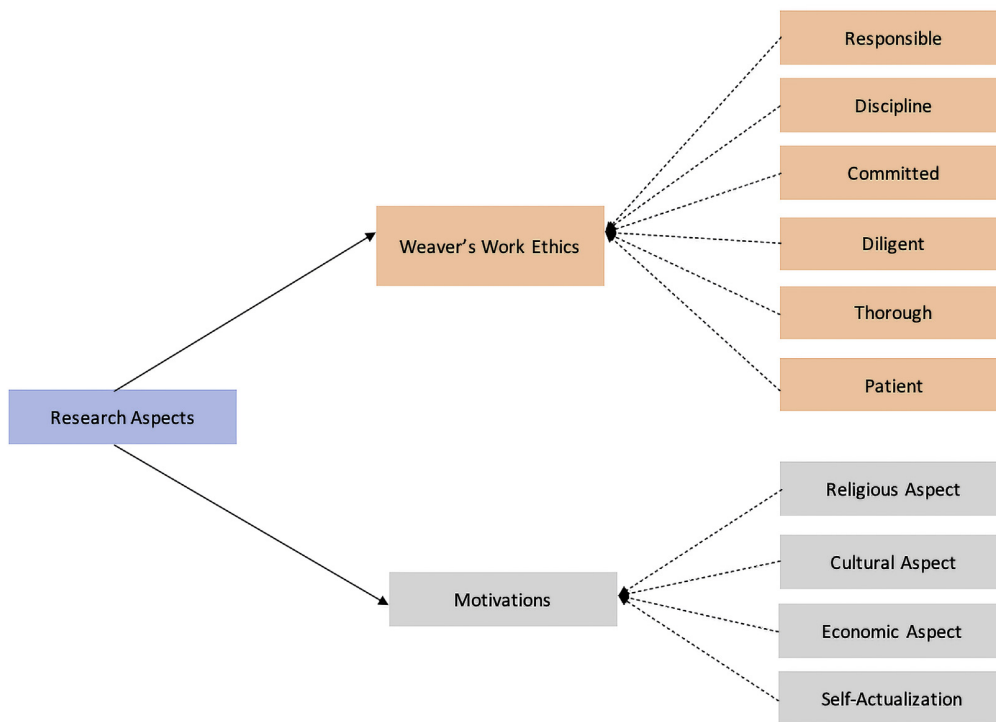 Responsible
Discipline
Committed
Weaver's Work Ethics
Diligent
Thorough
Patient
Research Aspects
Religious Aspect
Cultural Aspect
Motivations
Economic Aspect
Self-Actualization